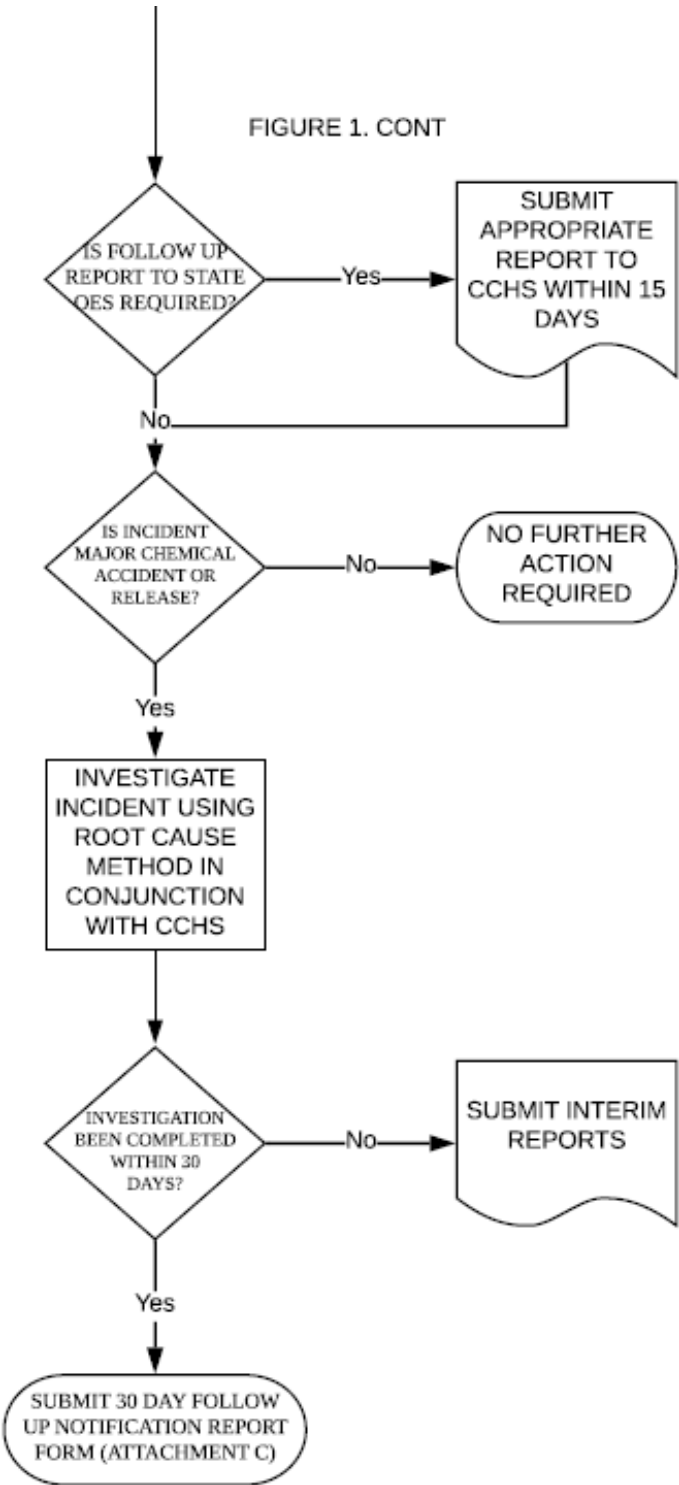 FIGURE 1. CONT
IS FOLLOW UP
REPORT TO STATE
OES REQUIRED?
Yes
SUBMIT
APPROPRIATE
REPORT TO
CCHS WITHIN 15
DAYS
No
IS INCIDENT
MAJOR CHEMICAL
ACCIDENT OR
RELEASE?
No
NO FURTHER
ACTION
REQUIRED
Yes
INVESTIGATE
INCIDENT USING
ROOT CAUSE
METHOD IN
CONJUNCTION
WITH CCHS
INVESTIGATION
BEEN COMPLETED
WITHIN 30
DAYS?
No
SUBMIT INTERIM
REPORTS
Yes
SUBMIT 30 DAY FOLLOW
UP NOTIFICATION REPORT
FORM (ATTACHMENT C)